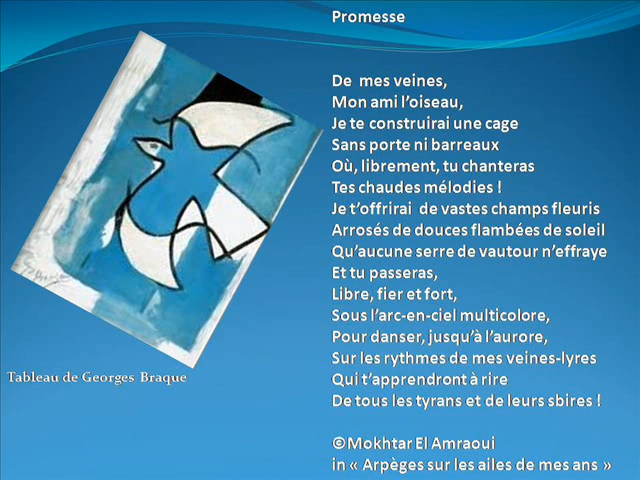 Promesse
De mes veines,
Mon ami l’oiseau,
Je te construirai une cage
Sans porte ni barreaux
Où, librement, tu chanteras
Tes chaudes mélodies !
Je t’offrirai de vastes champs fleuris
Arrosés de douces flambées de soleil
Qu’aucune serre de vautour n’effraye
Et tu passeras,
Libre, fier et fort,
Sous l’arc-en-ciel multicolore,
Pour danser, jusqu’à l’aurore,
Sur les rythmes de mes veines-lyres
Qui t’apprendront à rire
De tous les tyrans et de leurs sbires !
©Mokhtar El Amraoui
in « Arpèges sur les ailes de mes ans »
Tableau de Georges Braque